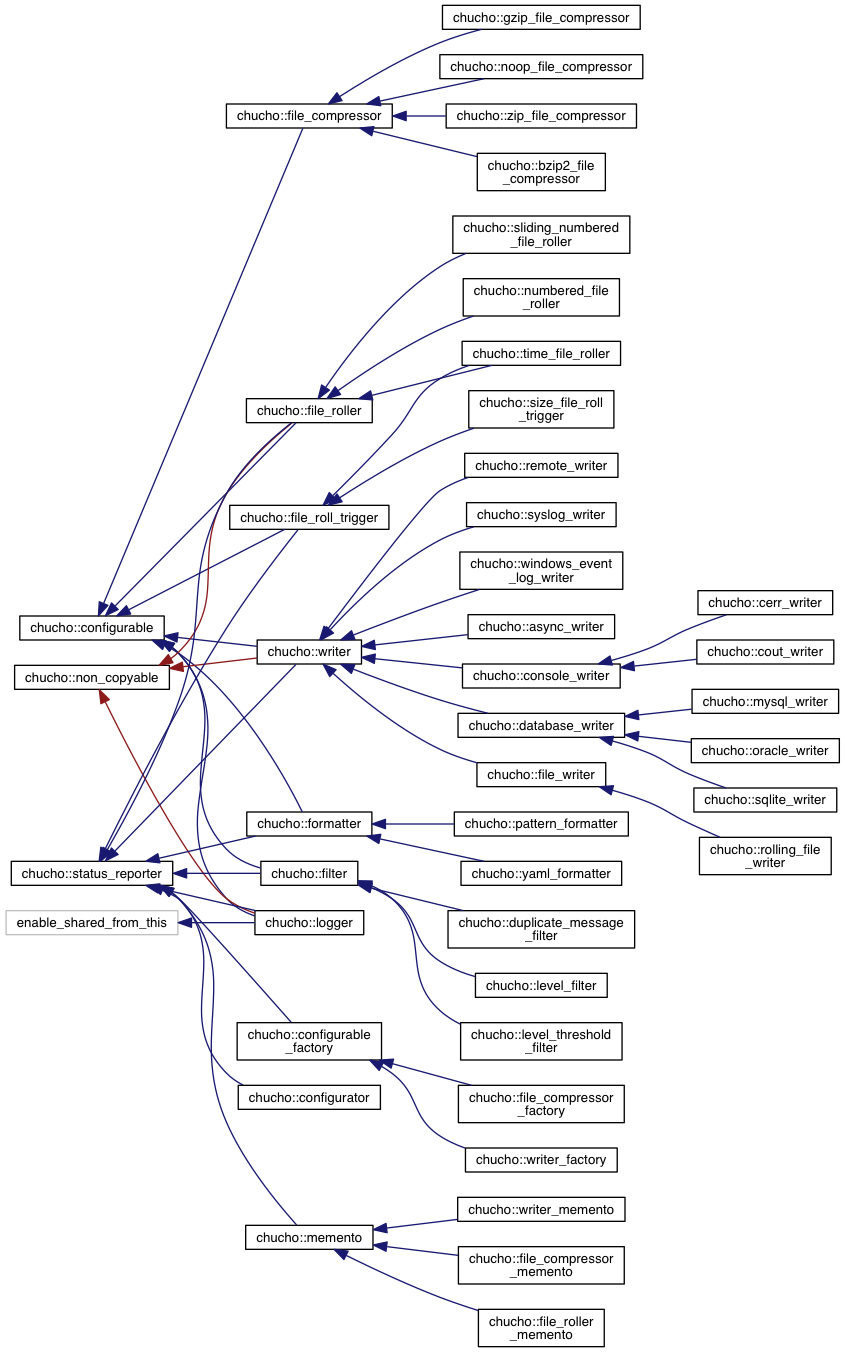 chucho::gzip_file_compressor
chucho::noop_file_compressor
chucho::file_compressor
chucho::zip_file_compressor
chucho::bzip2_file
_compressor
chucho::sliding_numbered
_file_roller
chucho::numbered_file
_roller
chucho::time_file_roller
chucho::file_roller
chucho::size_file_roll
_trigger
chucho::remote_writer
chucho::file_roll_trigger
chucho::syslog_writer
chucho::windows_event
_log_writer
chucho::cerr_writer
chucho::configurable
chucho::async_writer
chucho::writer
chucho::cout_writer
chucho::non_copyable
chucho::console_writer
chucho::mysql_writer
chucho::database_writer
chucho::oracle_writer
chucho::file_writer
chucho::sqlite_writer
chucho::formatter
chucho::pattern_formatter
chucho::rolling_file
_writer
chucho::status_reporter
chucho::filter
chucho::yaml_formatter
enable_shared_from_this
chucho::logger
chucho::duplicate_message
_filter
chucho::level_filter
chucho::configurable
_factory
chucho::level_threshold
_filter
chucho::configurator
chucho::file_compressor
_factory
chucho::writer_factory
chucho::writer_memento
chucho::memento
chucho::file_compressor
_memento
chucho::file_roller
_memento